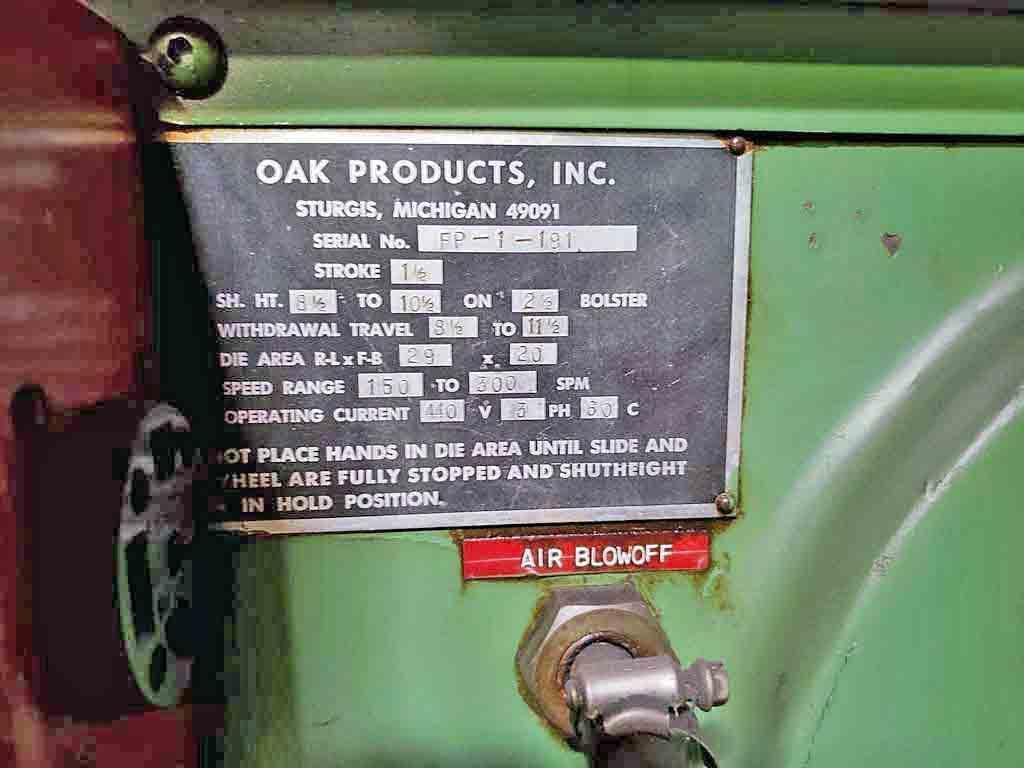 OAK PRODUCTS, INC.
STURGIS, MICHIGAN 49091
SERIAL No. FP-1-191
STROKE 1½
SH. HT. 8½ TO 10½ ON 2½ BOLSTER
WITHDRAWAL TRAVEL 8½ TO 11½
DIE AREA R-L x F-B 29 x 20
SPEED RANGE 150 TO 300 SPM
OPERATING CURRENT 440 V 3 PH 60 C
PLACE HANDS IN DIE AREA UNTIL SLIDE AND
ARE FULLY STOPPED AND SHUTHEIGHT
IN HOLD POSITION.
AIR BLOWOFF